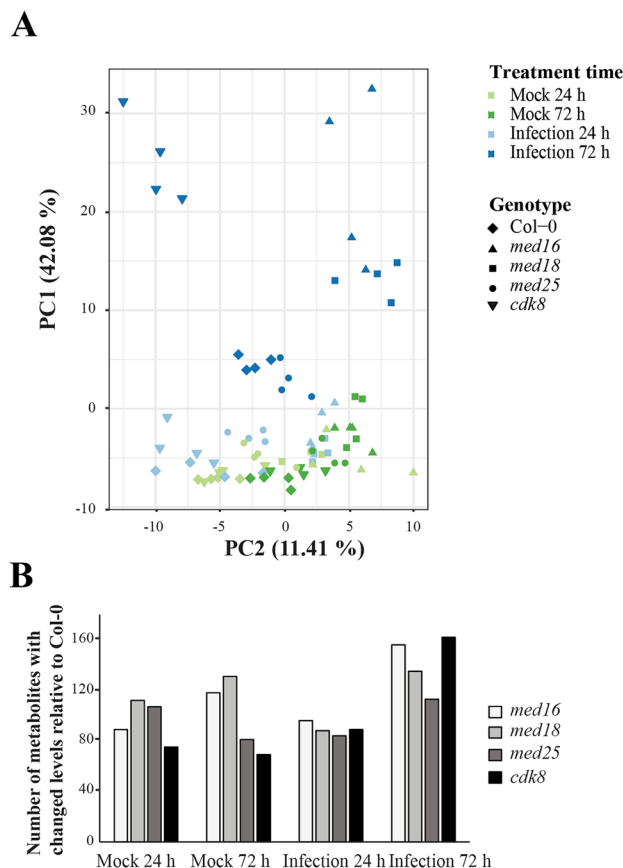 A
PC1 (42.08 %)
30
20
10
0
-10
-10
-5
0
5
10
PC2 (11.41 %)
Treatment time
Mock 24 h
Mock 72 h
Infection 24 h
Infection 72 h
Genotype
Col−0
med16
med18
med25
cdk8
B
Number of metabolites with
changed levels relative to Col-0
160
120
80
40
0
Mock 24 h
Mock 72 h
Infection 24 h
Infection 72 h
med16
med18
med25
cdk8